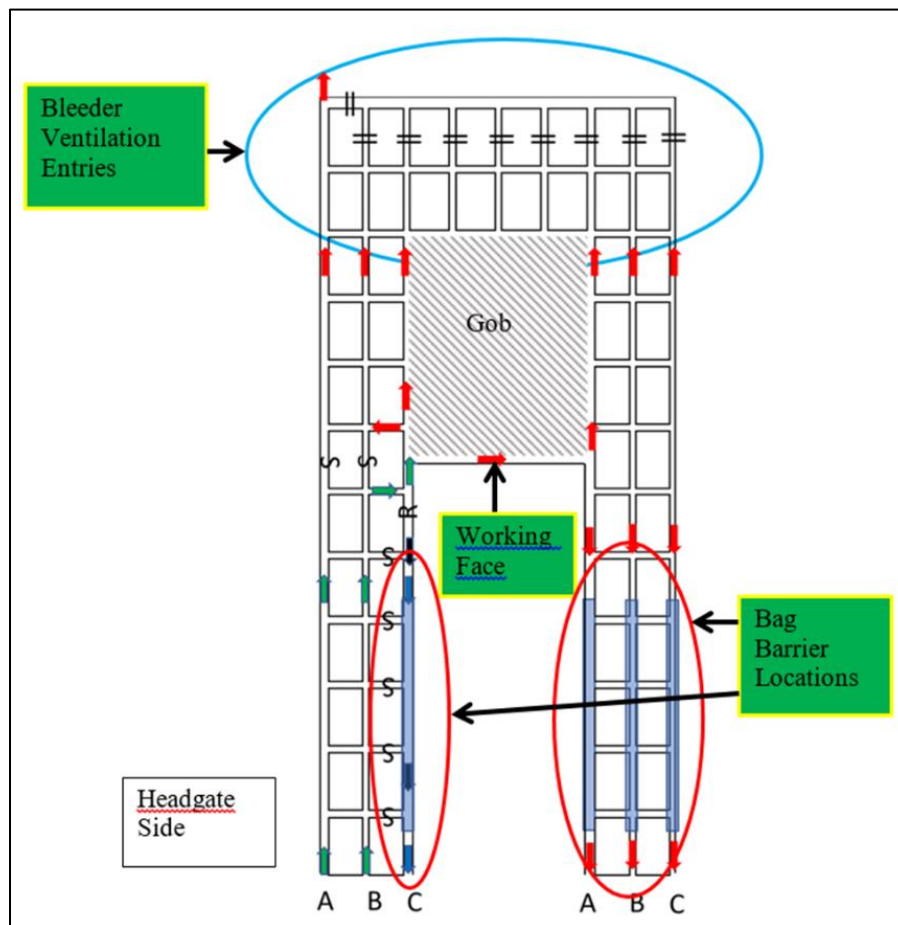 Bleeder
Ventilation
Entries
Gob
S S
R
Working
Face
S
S
S
S
S
Bag
Barrier
Locations
Headgate
Side
A B C A B C